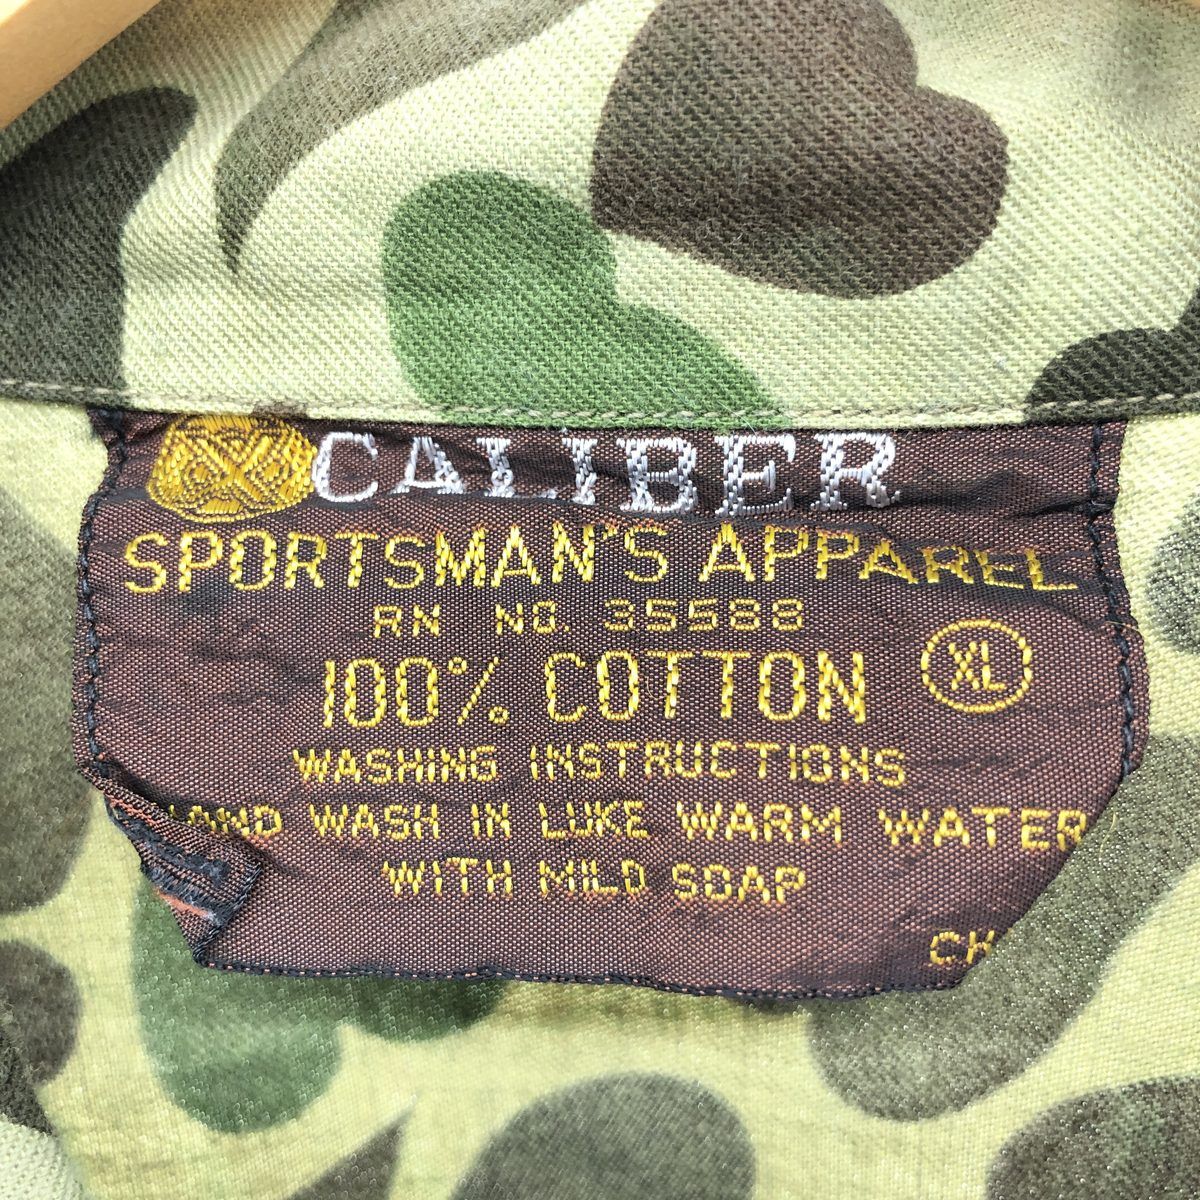 CALIBER
SPORTSMAN'S APPAREL
RN NO. 35588
100% COTTON XL
WASHING INSTRUCTIONS
HAND WASH IN LUKE WARM WATER
WITH MILD SOAP